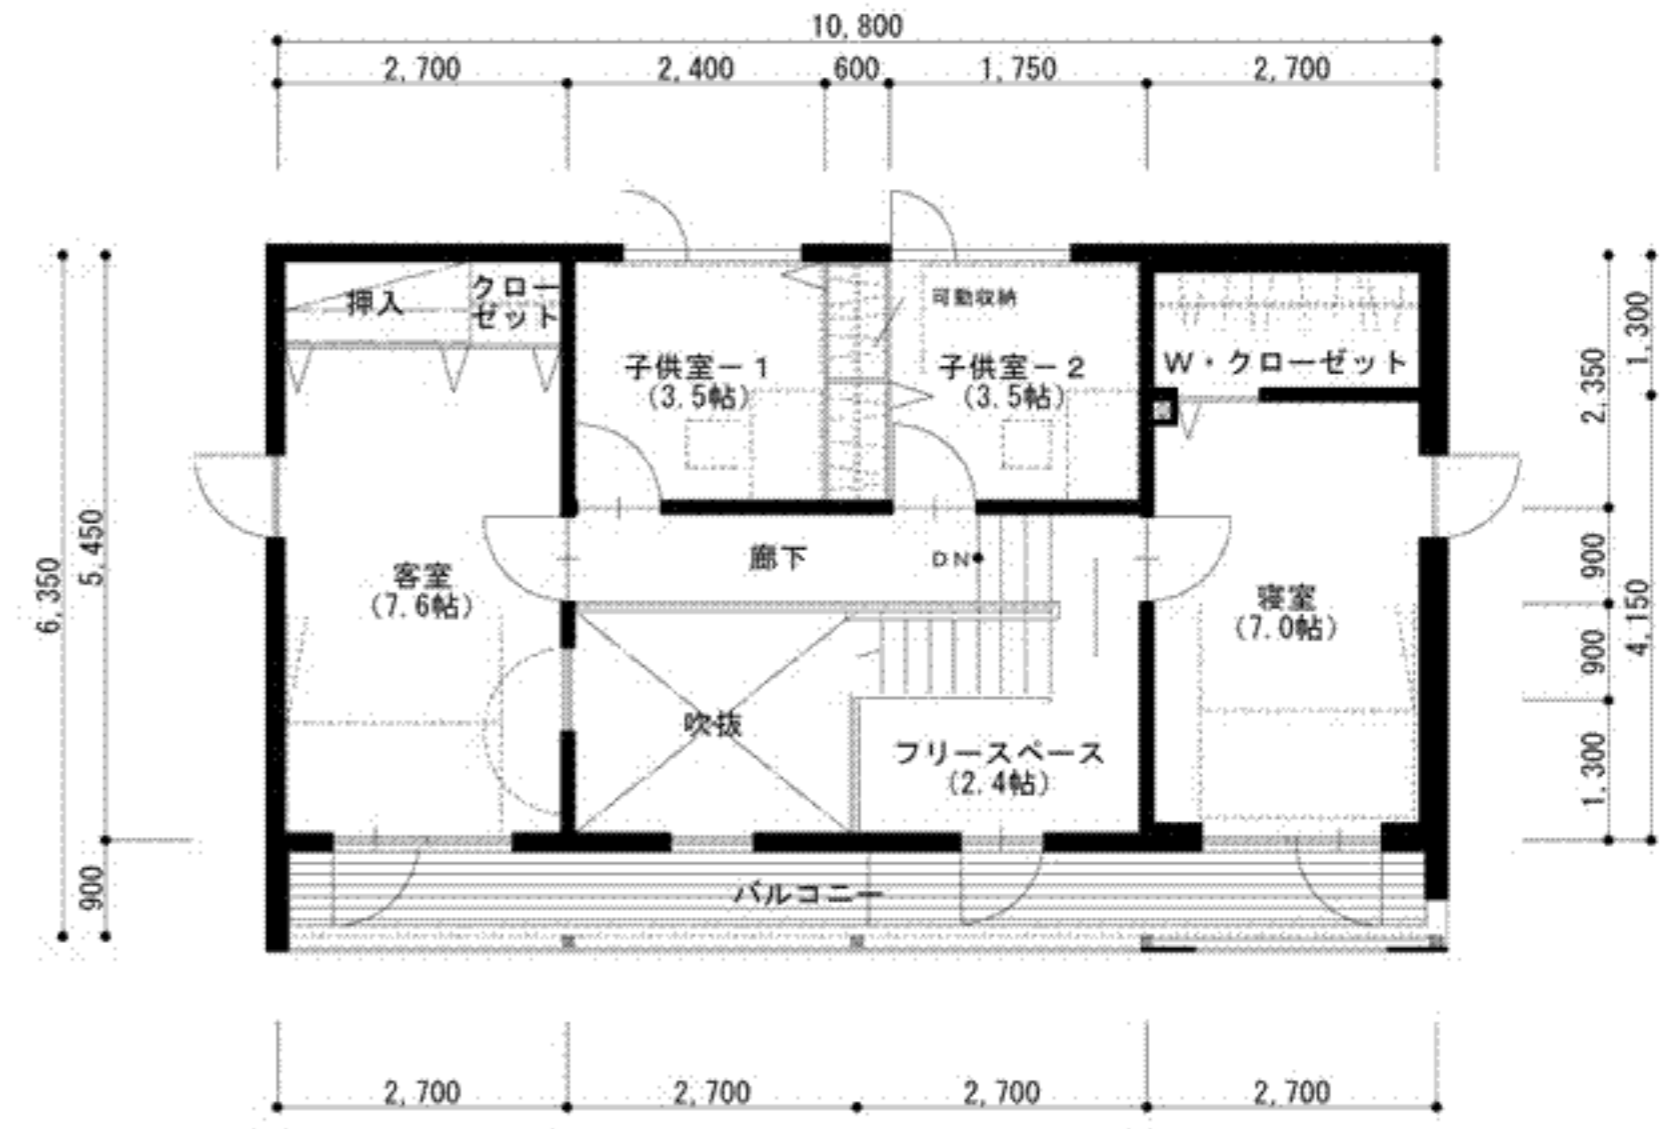 10,800
2,700
2,400
600
1,750
2,700
押入
クロー
ゼット
可動収納
子供室－1
(3.5帖)
子供室－2
(3.5帖)
W・クローゼット
1,300
2,350
6,350
5,450
客室
(7.6帖)
廊下
DN
寝室
(7.0帖)
900
4,150
900
吹抜
フリースペース
(2.4帖)
1,300
900
バルコニー
2,700
2,700
2,700
2,700